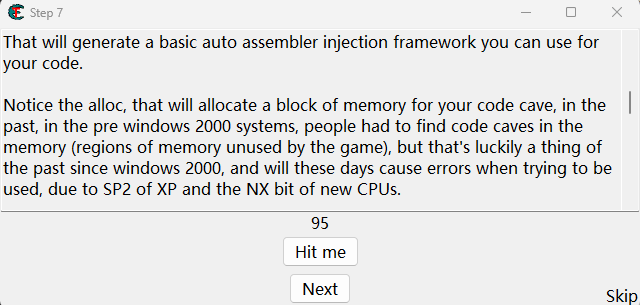 Step 7
That will generate a basic auto assembler injection framework you can use for
your code.
Notice the alloc, that will allocate a block of memory for your code cave, in the
past, in the pre windows 2000 systems, people had to find code caves in the
memory (regions of memory unused by the game), but that's luckily a thing of
the past since windows 2000, and will these days cause errors when trying to be
used, due to SP2 of XP and the NX bit of new CPUs.
95
Hit me
Next
Skip